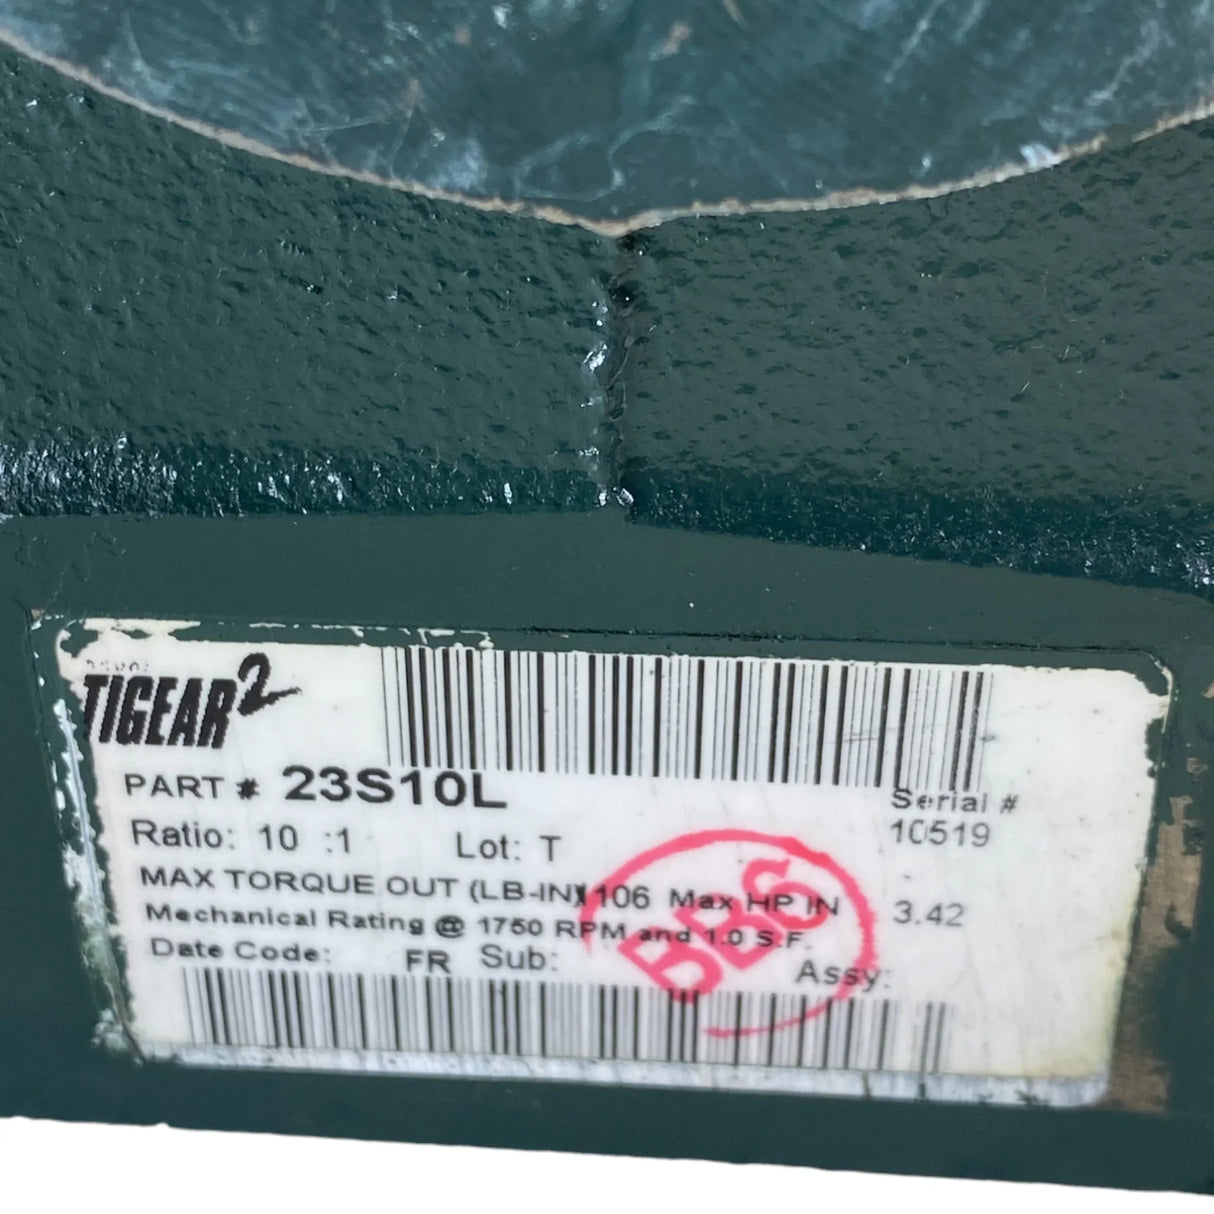 TIGEAR2
PART # 23S10L
Serial #
Ratio: 10 :1 Lot: T
10519
MAX TORQUE OUT (LB-IN) 1106 Max HP IN 3.42
Mechanical Rating @ 1750 RPM and 1.0 S.F.
Date Code: FR Sub: Assy: